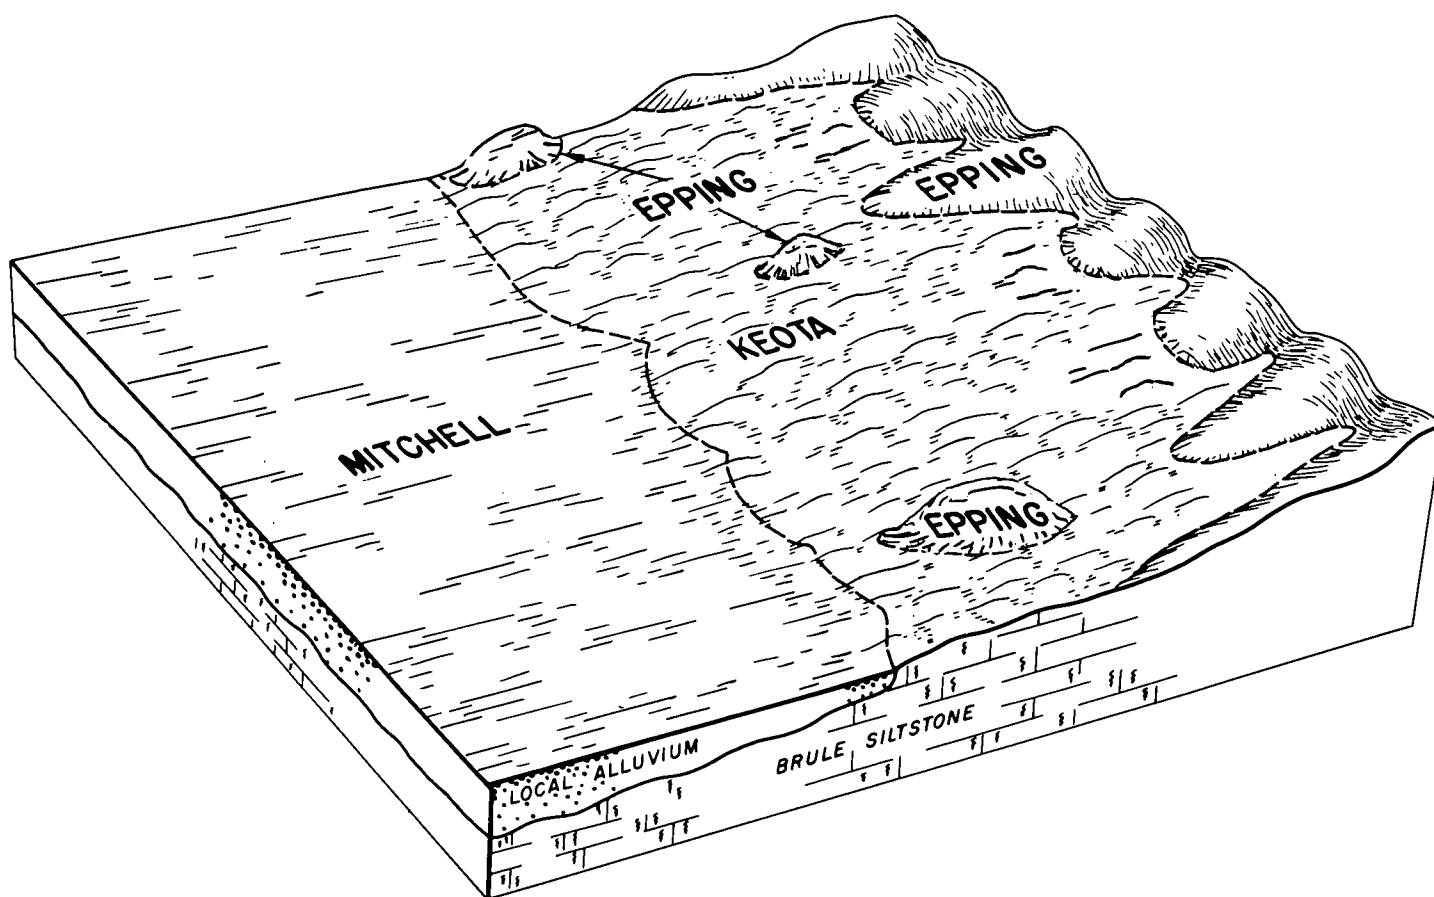 EPPING
EPPING
KEOTA
MITCHELL
EPPING
LOCAL ALLUVIUM
BRULE SILTSTONE